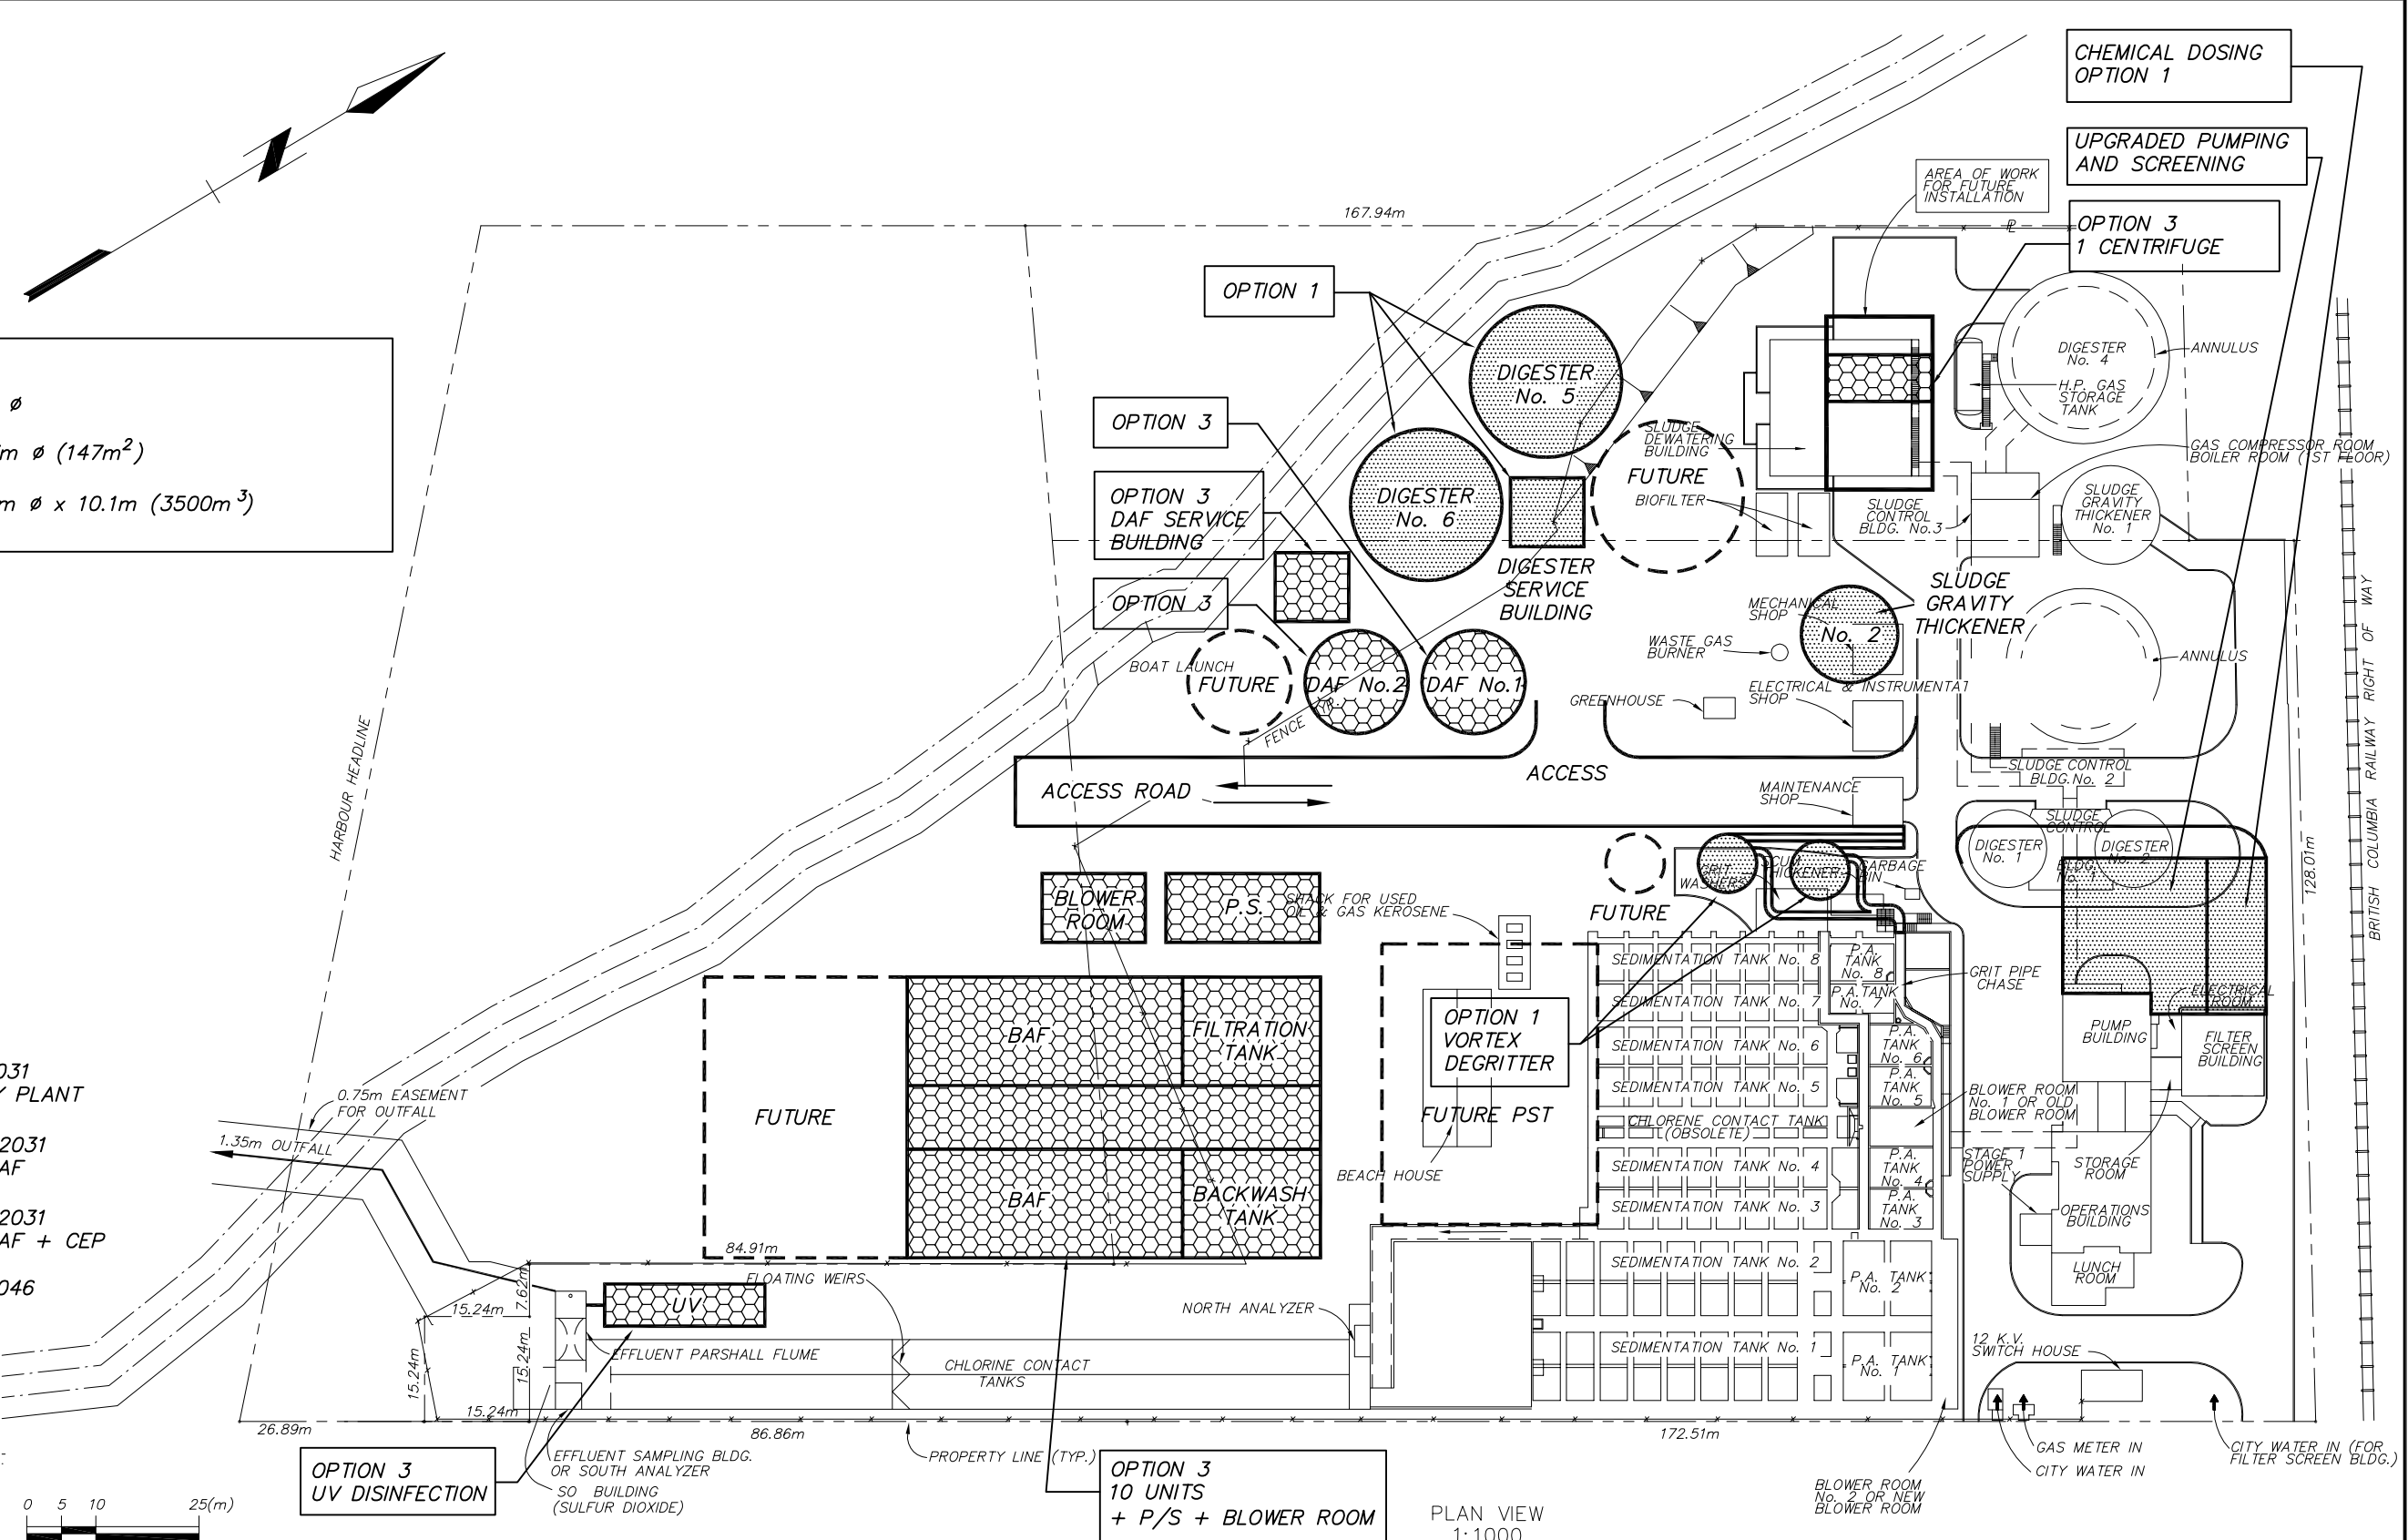 CHEMICAL DOSING
OPTION 1
UPGRADED PUMPING
AND SCREENING
AREA OF WORK
FOR FUTURE
INSTALLATION
167.94m
OPTION 3
1 CENTRIFUGE
OPTION 1
DIGESTER
No. 5
DIGESTER
No. 4
ANNULUS
H.P. GAS
STORAGE
TANK
ø
m ø (147m²)
m ø x 10.1m (3500m³)
OPTION 3
SLUDGE
DEWATERING
BUILDING
GAS COMPRESSOR ROOM
BOILER ROOM (1ST FLOOR)
FUTURE
BIOFILTER
OPTION 3
DAF SERVICE
BUILDING
DIGESTER
No. 6
SLUDGE
CONTROL
BLDG. No.3
SLUDGE
GRAVITY
THICKENER
No. 1
DIGESTER
SERVICE
BUILDING
SLUDGE
GRAVITY
THICKENER
No. 2
MECHANICAL
SHOP
OPTION 3
WASTE GAS
BURNER
ANNULUS
BOAT LAUNCH
FUTURE
DAF No.2
DAF No.1
FENCE TYP.
GREENHOUSE
ELECTRICAL & INSTRUMENTAT
SHOP
BRITISH COLUMBIA RAILWAY RIGHT OF WAY
HARBOUR HEADLINE
ACCESS ROAD
ACCESS
MAINTENANCE
SHOP
SLUDGE CONTROL
BLDG.No. 2
SLUDGE
CONTROL
BLDG.
No. 1
DIGESTER
No. 1
DIGESTER
No. 2
128.01m
GRIT
WASHERS
SCUM
THICKENER
GARBAGE
BIN
FUTURE
BLOWER
ROOM
P.S.
SHACK FOR USED
OIL & GAS KEROSENE
SEDIMENTATION TANK No. 8
P.A.
TANK
No. 8
GRIT PIPE
CHASE
SEDIMENTATION TANK No. 7
P.A.TANK
No. 7
ELECTRICAL
ROOM
OPTION 1
VORTEX
DEGRITTER
BAF
FILTRATION
TANK
SEDIMENTATION TANK No. 6
P.A.
TANK
No. 6
PUMP
BUILDING
FILTER
SCREEN
BUILDING
SEDIMENTATION TANK No. 5
P.A.
TANK
No. 5
BLOWER ROOM
No. 1 OR OLD
BLOWER ROOM
031
Y PLANT
0.75m EASEMENT
FOR OUTFALL
FUTURE
FUTURE PST
CHLORENE CONTACT TANK
(OBSOLETE)
1.35m OUTFALL
2031
AF
BEACH HOUSE
SEDIMENTATION TANK No. 4
P.A.
TANK
No. 4
STAGE 1
POWER
SUPPLY
STORAGE
ROOM
BAF
BACKWASH
TANK
SEDIMENTATION TANK No. 3
P.A.
TANK
No. 3
OPERATIONS
BUILDING
2031
AF + CEP
84.91m
SEDIMENTATION TANK No. 2
P.A. TANK
No. 2
LUNCH
ROOM
046
7.62m
15.24m
UV
FLOATING WEIRS
NORTH ANALYZER
EFFLUENT PARSHALL FLUME
CHLORINE CONTACT
TANKS
SEDIMENTATION TANK No. 1
P.A. TANK
No. 1
12 K.V.
SWITCH HOUSE
15.24m
15.24m
15.24m
26.89m
86.86m
172.51m
OPTION 3
UV DISINFECTION
EFFLUENT SAMPLING BLDG.
OR SOUTH ANALYZER
SO BUILDING
(SULFUR DIOXIDE)
PROPERTY LINE (TYP.)
OPTION 3
10 UNITS
+ P/S + BLOWER ROOM
GAS METER IN
CITY WATER IN
CITY WATER IN (FOR
FILTER SCREEN BLDG.)
BLOWER ROOM
No. 2 OR NEW
BLOWER ROOM
0 5 10 25(m)
PLAN VIEW
1:1000